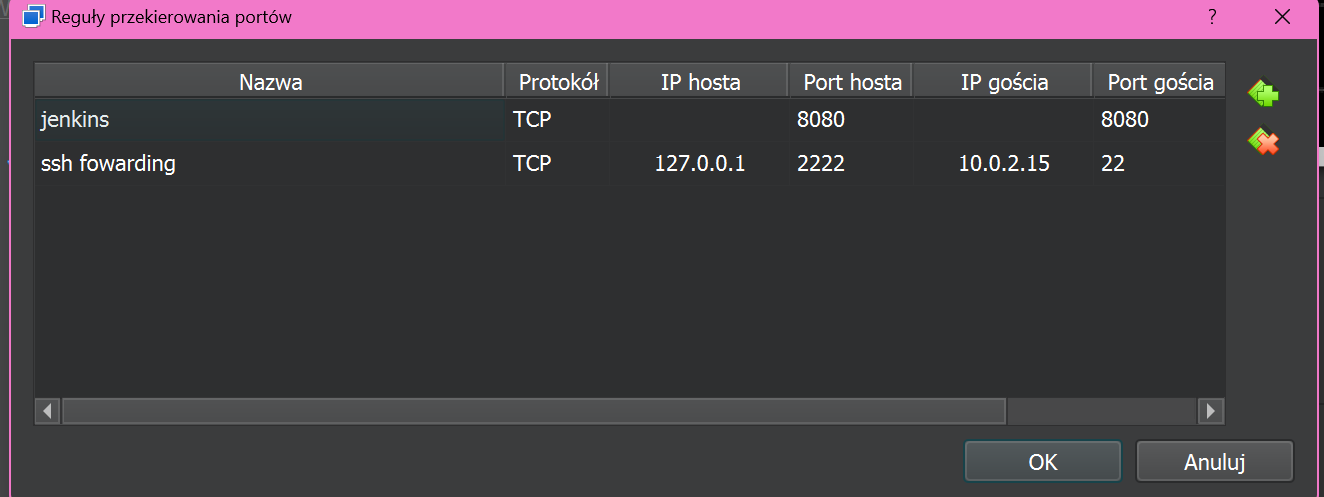 Reguły przekierowania portów ?
Nazwa Protokół IP hosta Port hosta IP gościa Port gościa
jenkins TCP 8080 8080
ssh fowarding TCP 127.0.0.1 2222 10.0.2.15 22
OK Anuluj